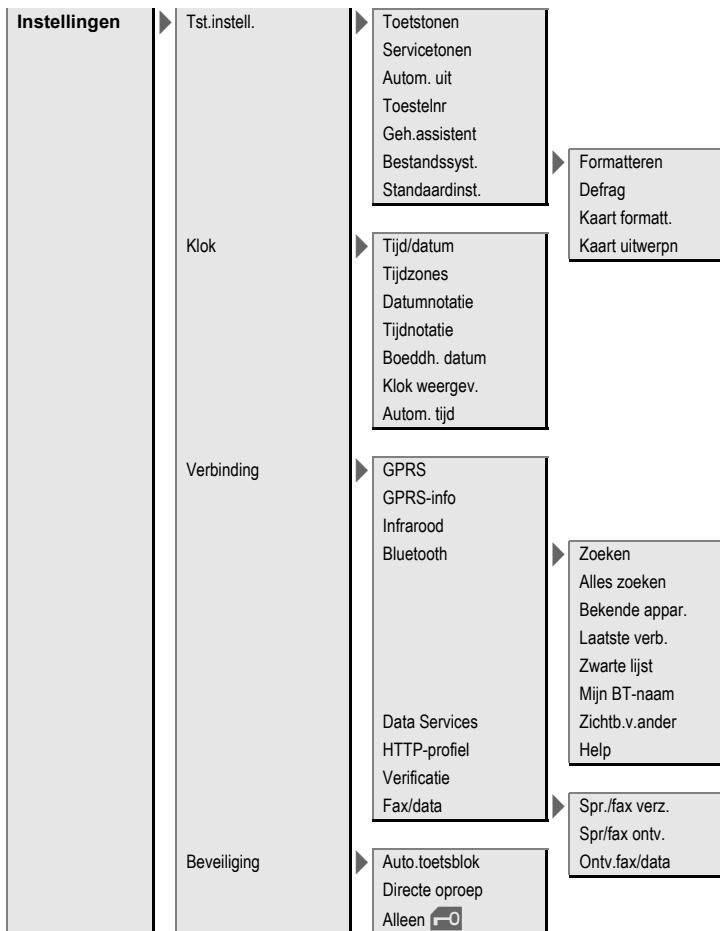 Instellingen
Tst.instell.
Toetstonen
Servicetonen
Autom. uit
Toestelnr
Geh.assistent
Bestandssyst.
Formatteren
Standaardinst.
Defrag
Kaart formatt.
Kaart uitwerpn
Klok
Tijd/datum
Tijdzones
Datumnotatie
Tijdnotatie
Boeddh. datum
Klok weergev.
Autom. tijd
Verbinding
GPRS
GPRS-info
Infrarood
Bluetooth
Zoeken
Alles zoeken
Bekende appar.
Laatste verb.
Zwarte lijst
Mijn BT-naam
Zichtb.v.ander
Help
Data Services
HTTP-profiel
Verificatie
Fax/data
Spr./fax verz.
Spr/fax ontv.
Ontv.fax/data
Beveiliging
Auto.toetsblok
Directe oproep
Alleen